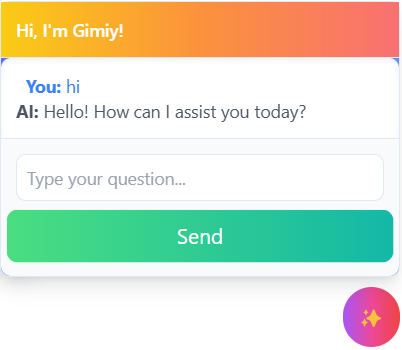 Hi, I'm Gimiy!
You: hi
AI: Hello! How can I assist you today?
Type your question...
Send